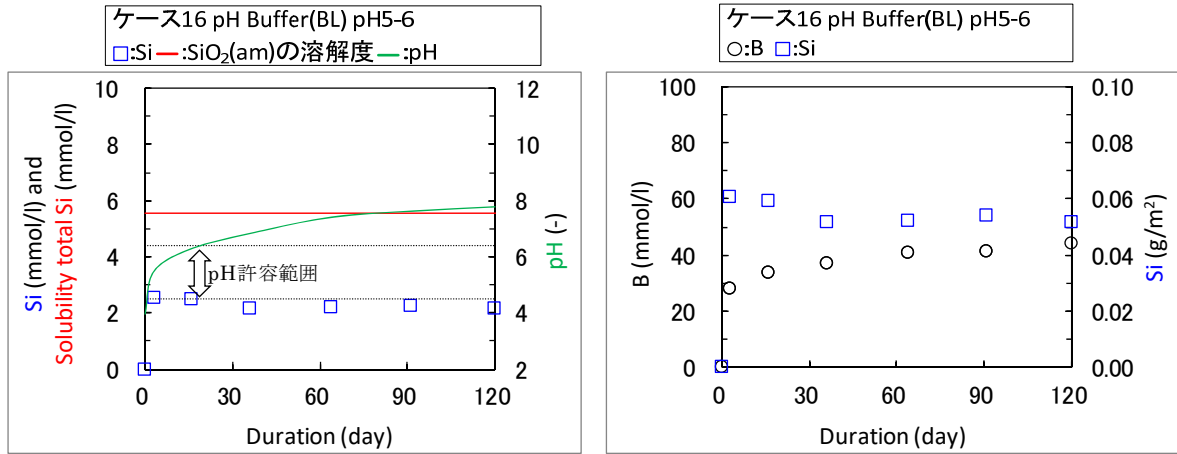 ケース16 pH Buffer(BL) pH5-6
□:Si —:SiO₂(am)の溶解度 —:pH
10
8
6
4
2
0
12
10
8
6
4
2
0 30 60 90 120
Si (mmol/l) and
Solubility total Si (mmol/l)
pH (-)
pH許容範囲
Duration (day)
ケース16 pH Buffer(BL) pH5-6
○:B □:Si
100
80
60
40
20
0
0.10
0.08
0.06
0.04
0.02
0.00
0 30 60 90 120
B (mmol/l)
Si (g/m²)
Duration (day)